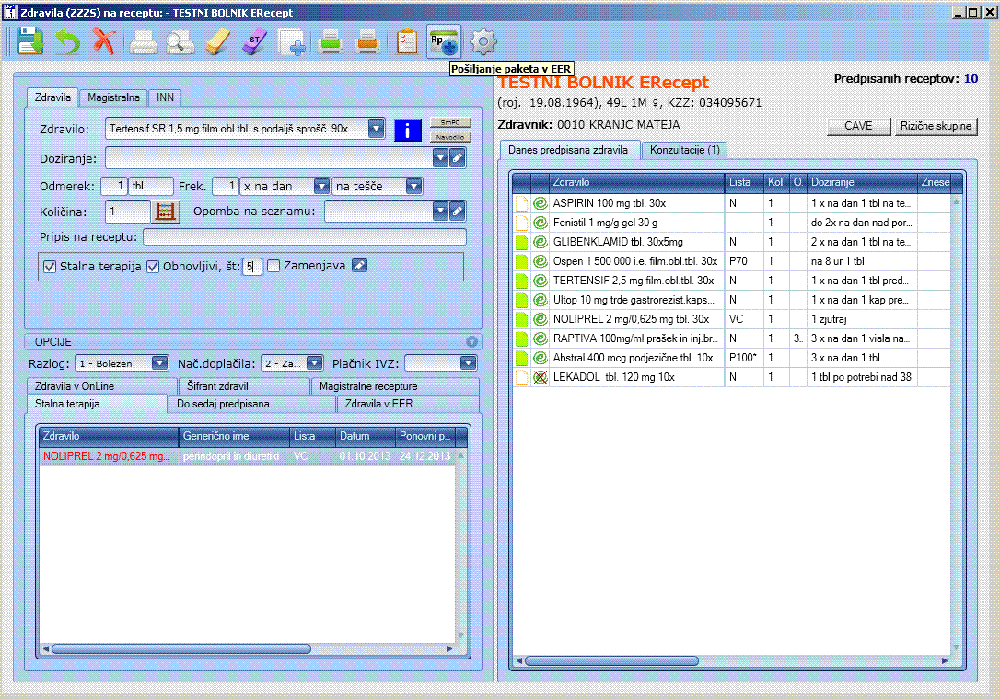 Zdravila (ZZZS) na receptu: - TESTNI BOLNIK ERecept
ST
Rp
Pošiljanje paketa v EER
TESTNI BOLNIK ERecept
Predpisanih receptov: 10
(roj. 19.08.1964), 49L 1M ♀, KZZ: 034095671
Zdravnik: 0010 KRANJC MATEJA
CAVE
Rizične skupine
Zdravila
Magistralna
INN
Zdravilo:
Tertensif SR 1,5 mg film.obl.tbl. s podaljš.sprošč. 90x
i
SmPC
Navodilo
Doziranje:
Odmerek:
1
tbl
Frek.
1
x na dan
na tešče
Količina:
1
Opomba na seznamu:
Pripis na receptu:
Stalna terapija
Obnovljivi, št:
5
Zamenjava
OPCIJE
Razlog:
1 - Bolezen
Nač.doplačila:
2 - Za...
Plačnik IVZ:
Zdravila v OnLine
Šifrant zdravil
Magistralne recepture
Stalna terapija
Do sedaj predpisana
Zdravila v EER
Zdravilo Generično ime Lista Datum Ponovni p...
NOLIPREL 2 mg/0,625 mg... perindopril in diuretiki VC 01.10.2013 24.12.2013
Danes predpisana zdravila
Konzultacije (1)
Zdravilo Lista Kol O. Doziranje Znese
ASPIRIN 100 mg tbl. 30x N 1 1 x na dan 1 tbl na te...
Fenistil 1 mg/g gel 30 g 1 do 2x na dan nad por...
GLIBENKLAMID tbl. 30x5mg N 1 2 x na dan 1 tbl na te...
Ospen 1 500 000 i.e. film.obl.tbl. 30x P70 1 na 8 ur 1 tbl
TERTENSIF 2,5 mg film.obl.tbl. 30x N 1 1 x na dan 1 tbl pred...
Ultop 10 mg trde gastrorezist.kaps.... N 1 1 x na dan 1 kap pre...
NOLIPREL 2 mg/0,625 mg tbl. 30x VC 1 1 zjutraj
RAPTIVA 100mg/ml prašek in inj.br... N 1 3.. 3 x na dan 1 viala na...
Abstral 400 mcg podjezične tbl. 10x P100* 1 3 x na dan 1 tbl
LEKADOL tbl. 120 mg 10x N 1 1 tbl po potrebi nad 38